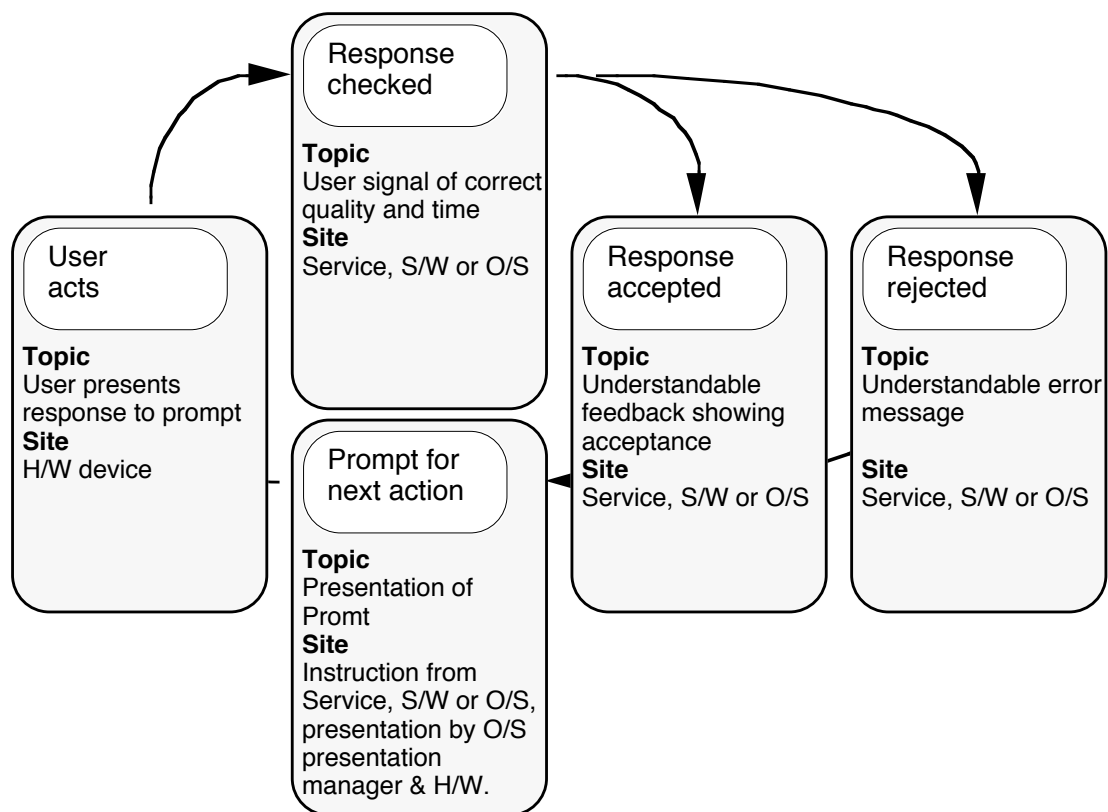 Response
checked
Topic
User signal of correct
quality and time
Site
Service, S/W or O/S
User
acts
Topic
User presents
response to prompt
Site
H/W device
Response
accepted
Topic
Understandable
feedback showing
acceptance
Site
Service, S/W or O/S
Response
rejected
Topic
Understandable error
message
Site
Service, S/W or O/S
Prompt for
next action
Topic
Presentation of
Promt
Site
Instruction from
Service, S/W or O/S,
presentation by O/S
presentation
manager & H/W.